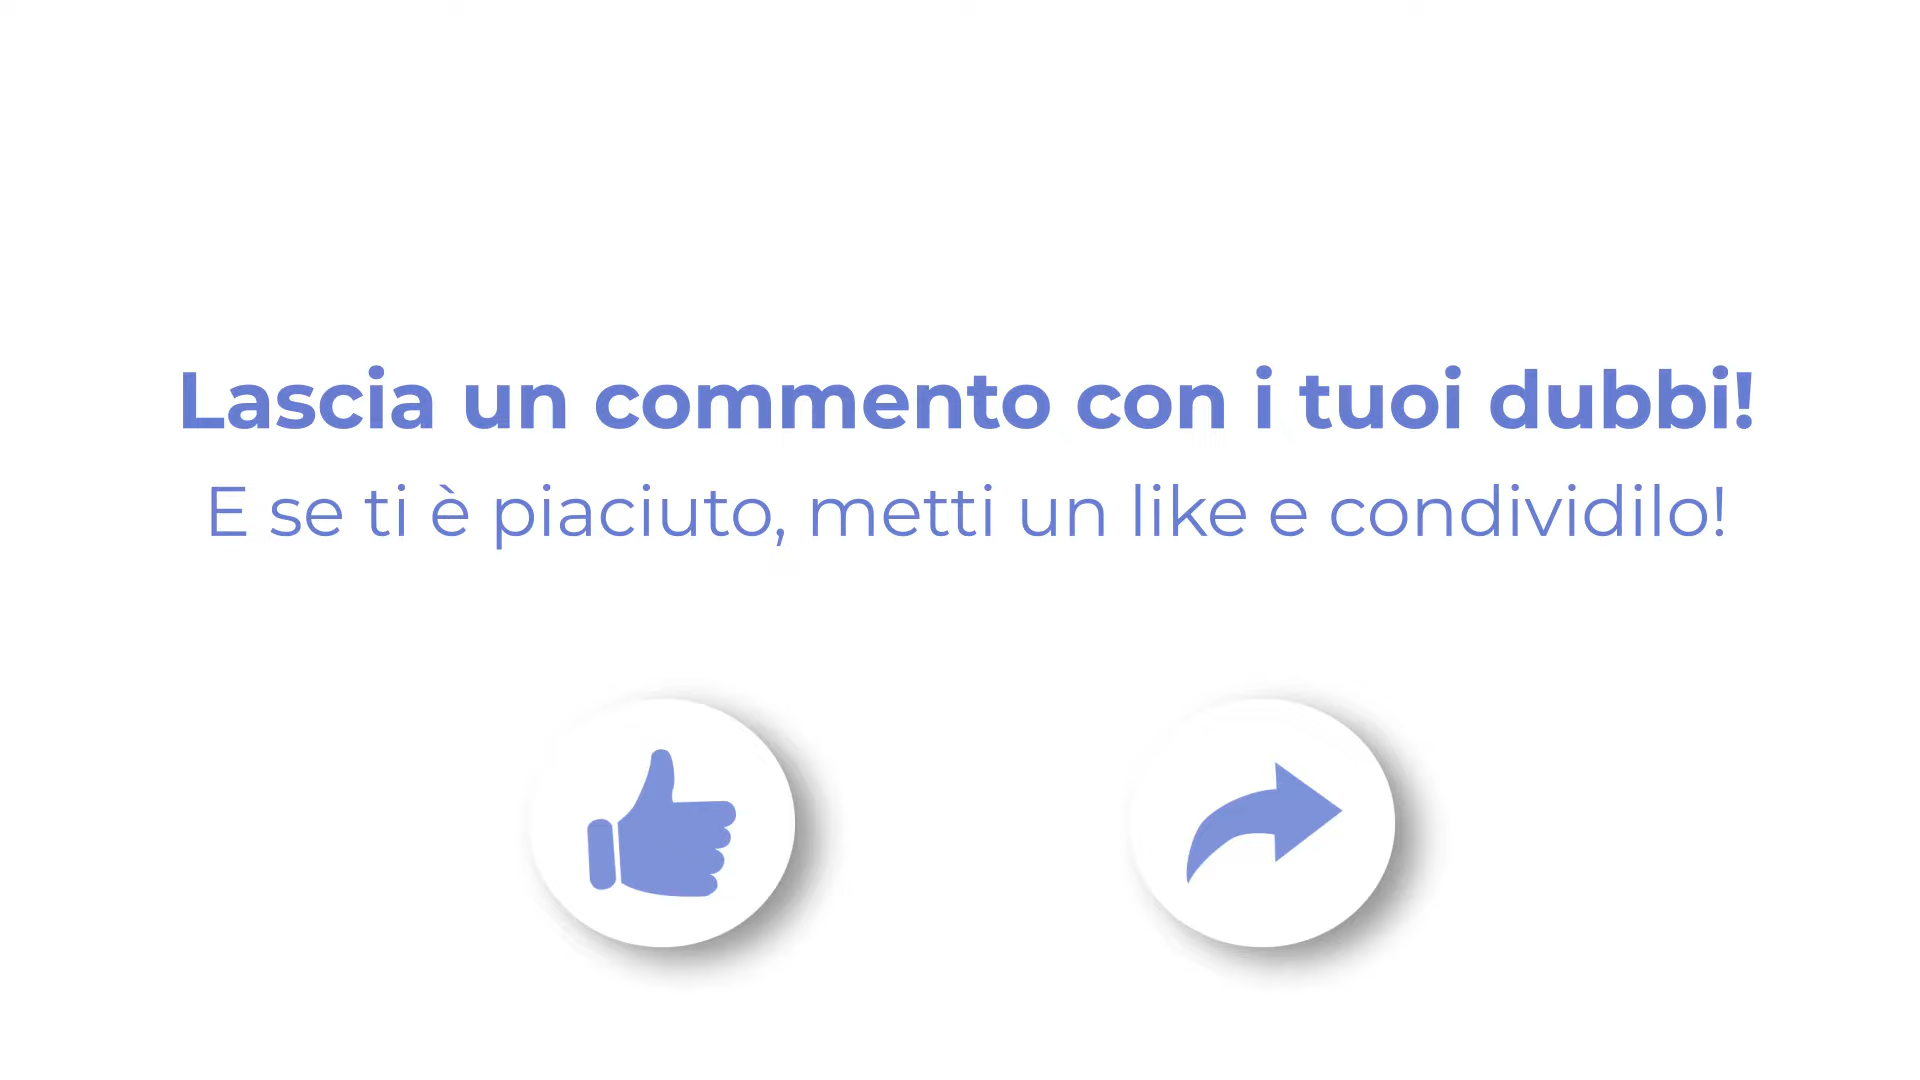 Lascia un commento con i tuoi dubbi!
E se ti è piaciuto, metti un like e condividilo!